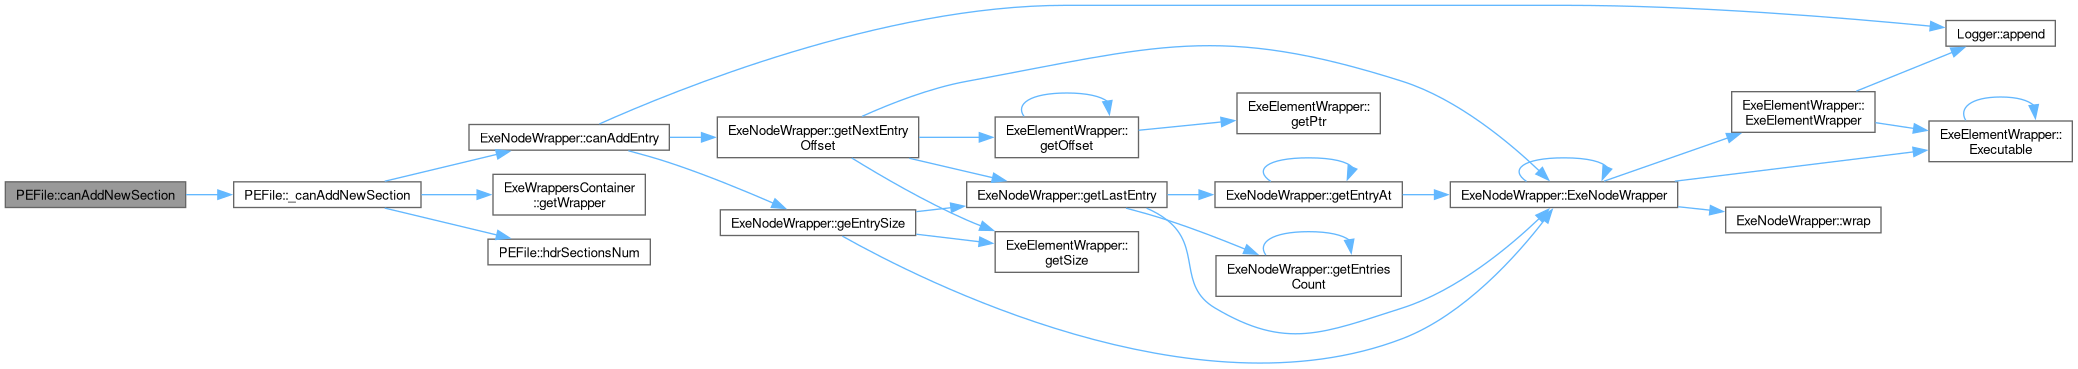 PEFile::canAddNewSection
PEFile::_canAddNewSection
ExeNodeWrapper::canAddEntry
ExeWrappersContainer
::getWrapper
PEFile::hdrSectionsNum
ExeNodeWrapper::getNextEntry
Offset
ExeNodeWrapper::geEntrySize
ExeElementWrapper::
getOffset
ExeNodeWrapper::getLastEntry
ExeElementWrapper::
getSize
ExeElementWrapper::
getPtr
ExeNodeWrapper::getEntryAt
ExeNodeWrapper::getEntries
Count
ExeNodeWrapper::ExeNodeWrapper
ExeElementWrapper::
ExeElementWrapper
ExeNodeWrapper::wrap
Logger::append
ExeElementWrapper::
Executable